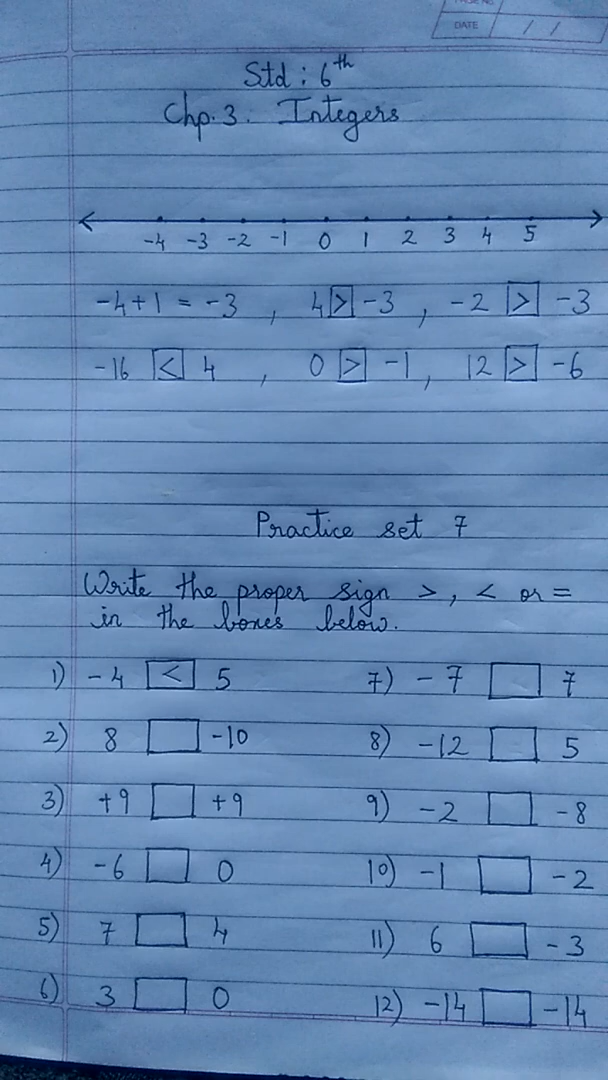 DATE / /
Std : 6th
Chp. 3. Integers
-4 -3 -2 -1 0 1 2 3 4 5
-4+1 = -3 , 4 > -3 , -2 > -3
-16 < 4 , 0 > -1 , 12 > -6
Practice set 7
Write the proper sign >, < or =
in the boxes below.
1) -4 < 5 7) -7 □ 7
2) 8 □ -10 8) -12 □ 5
3) +9 □ +9 9) -2 □ -8
4) -6 □ 0 10) -1 □ -2
5) 7 □ 4 11) 6 □ -3
6) 3 □ 0 12) -14 □ -14